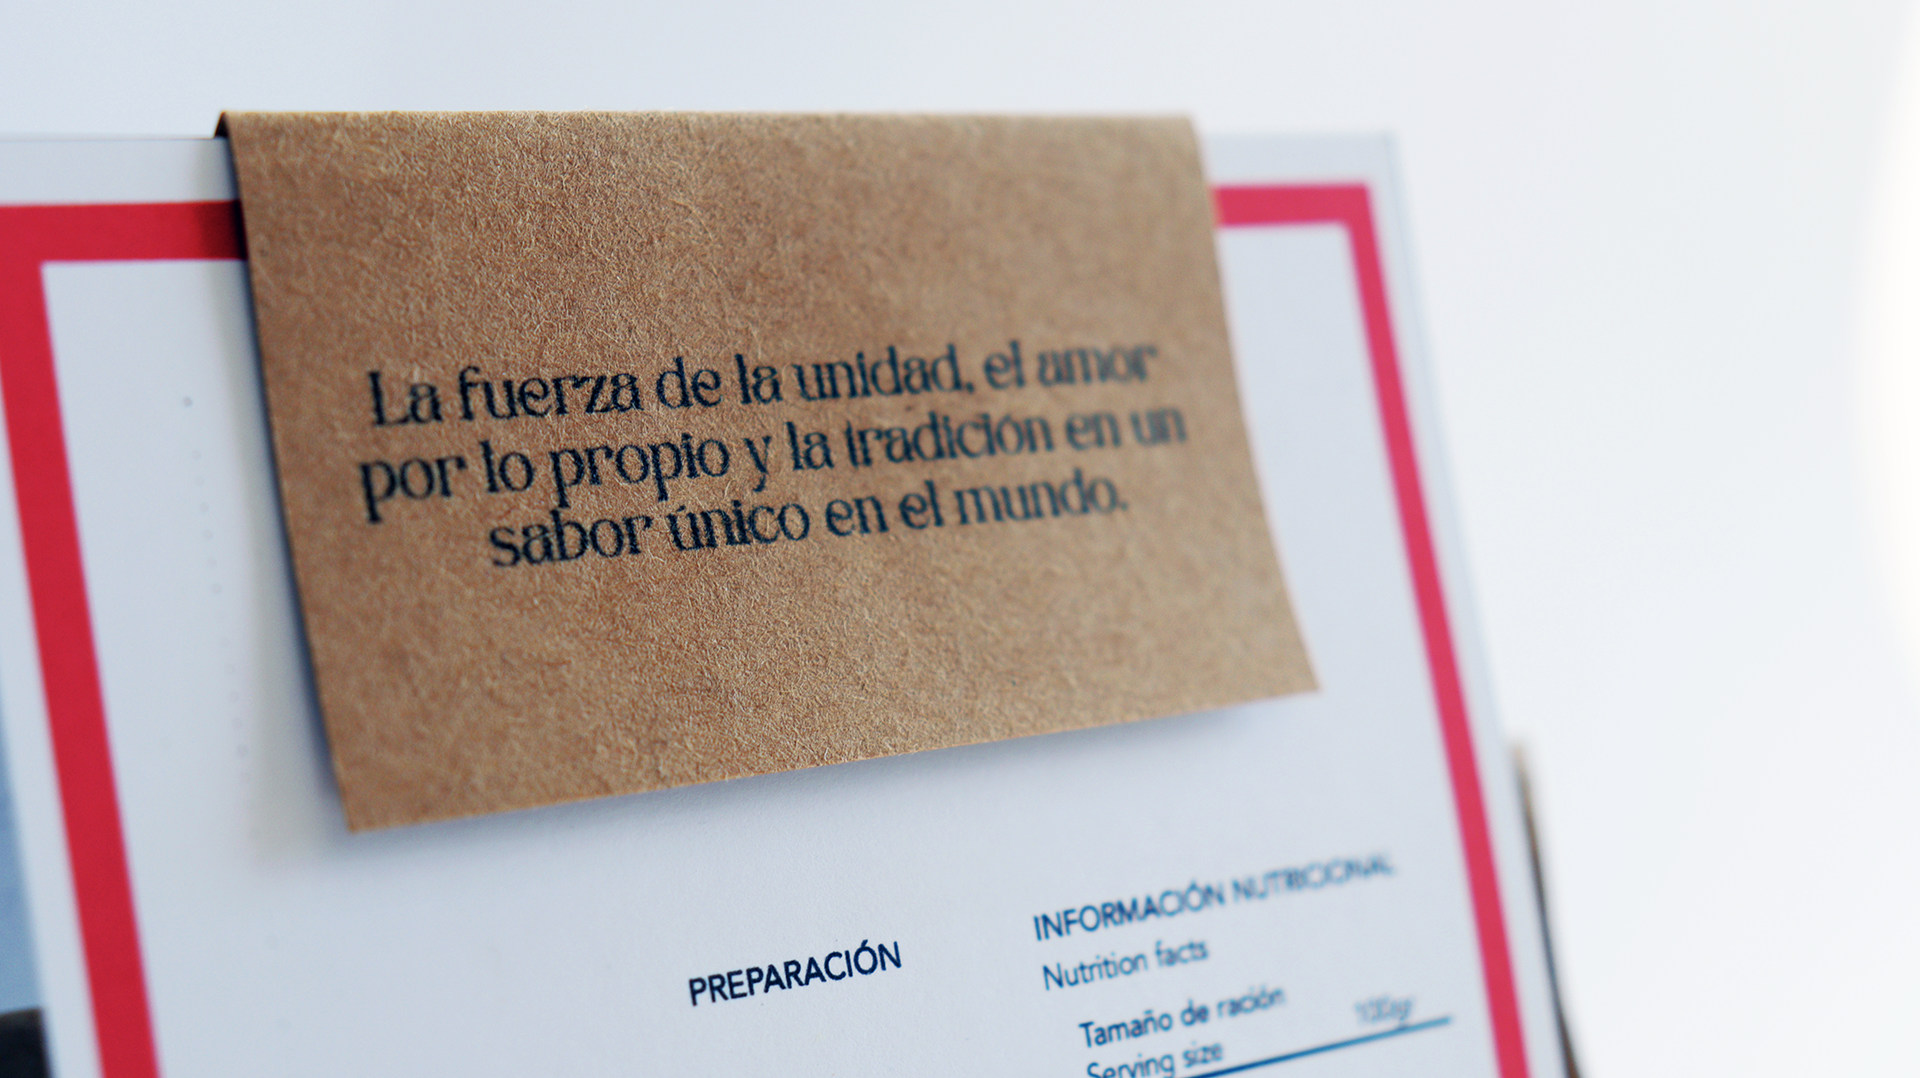 La fuerza de la unidad, el amor
por lo propio y la tradición en un
sabor único en el mundo.
PREPARACIÓN
INFORMACIÓN NUTRICIONAL
Nutrition facts
Tamaño de ración 100gr
Serving size